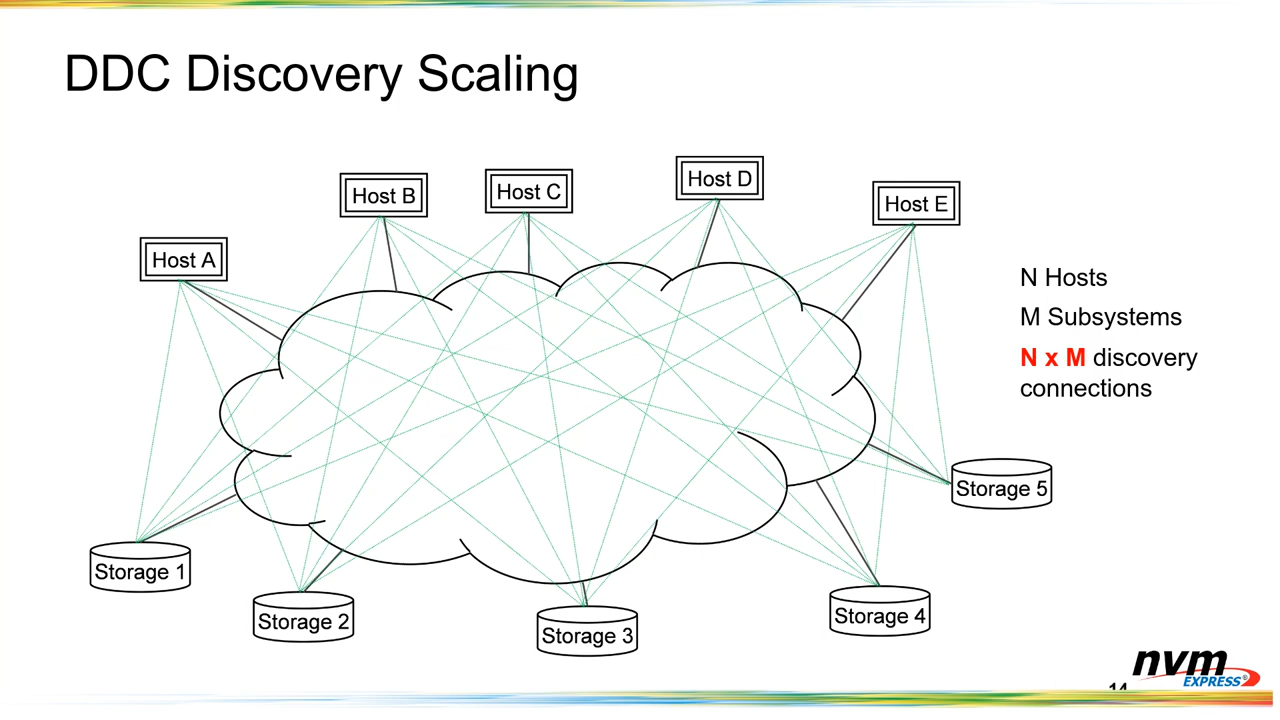 DDC Discovery Scaling
Host A
Host B
Host C
Host D
Host E
N Hosts
M Subsystems
N x M discovery
connections
Storage 1
Storage 2
Storage 3
Storage 4
Storage 5
nvm
EXPRESS®
14